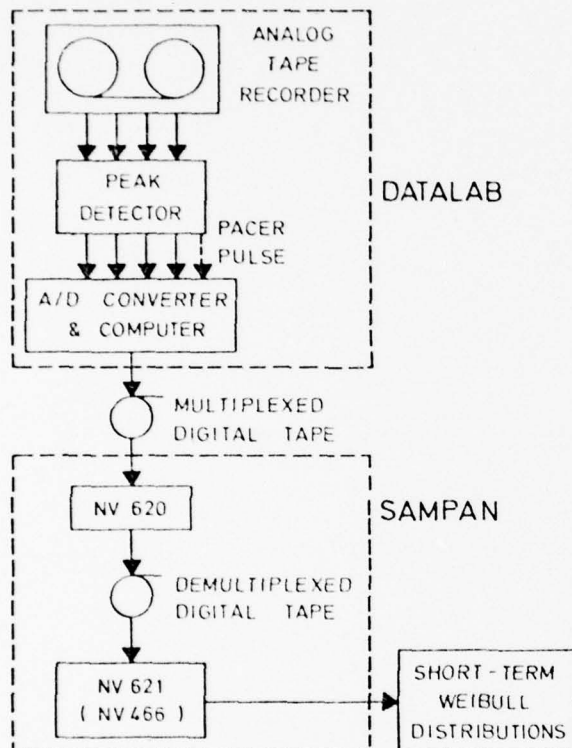 ANALOG
TAPE
RECORDER
PEAK
DETECTOR
DATALAB
PACER
PULSE
A/D CONVERTER
& COMPUTER
MULTIPLEXED
DIGITAL TAPE
NV 620
SAMPAN
DEMULTIPLEXED
DIGITAL TAPE
NV 621
( NV 466 )
SHORT-TERM
WEIBULL
DISTRIBUTIONS